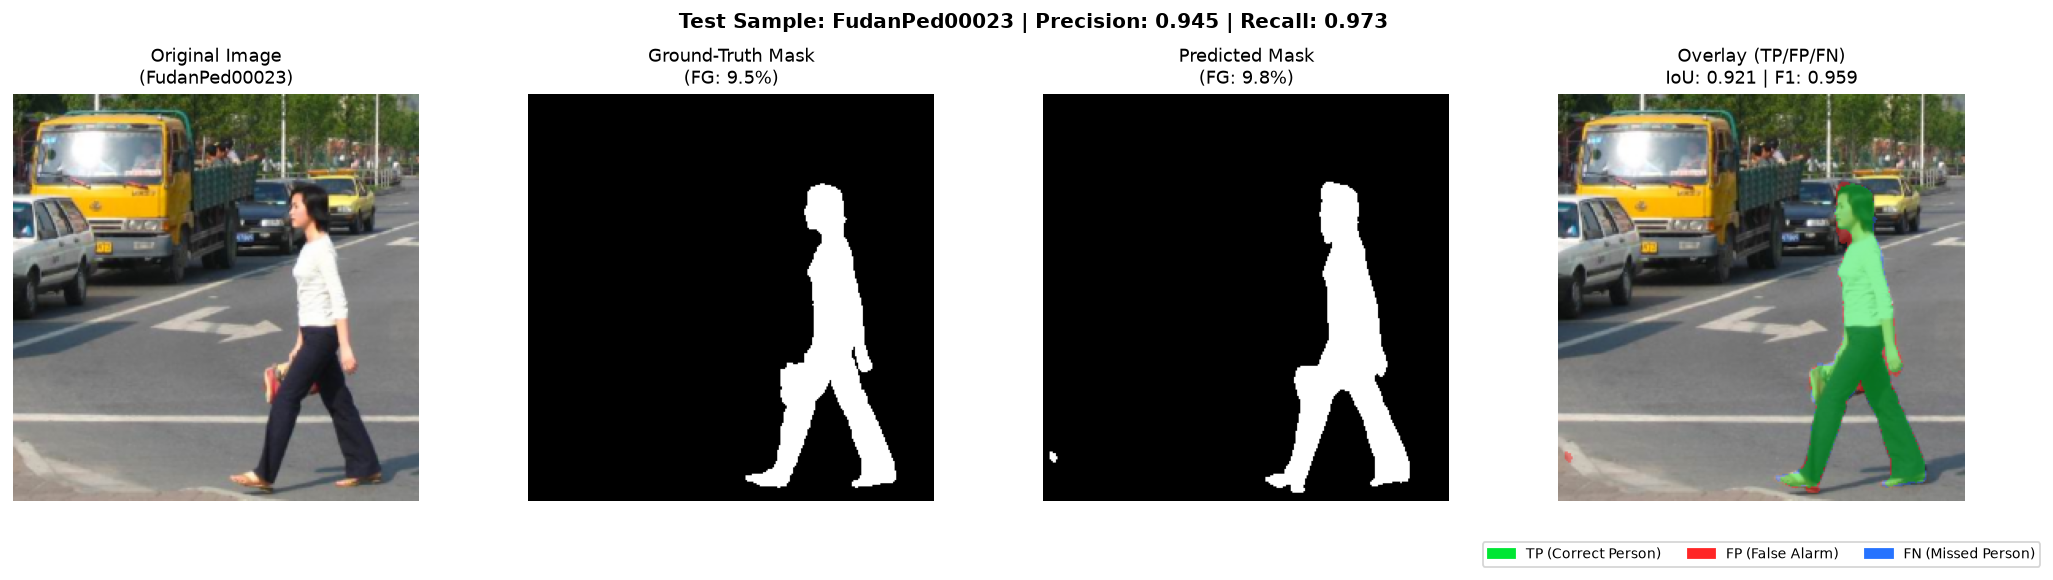 Test Sample: FudanPed00023 | Precision: 0.945 | Recall: 0.973
Original Image
(FudanPed00023)
Ground-Truth Mask
(FG: 9.5%)
Predicted Mask
(FG: 9.8%)
Overlay (TP/FP/FN)
IoU: 0.921 | F1: 0.959
TP (Correct Person)
FP (False Alarm)
FN (Missed Person)